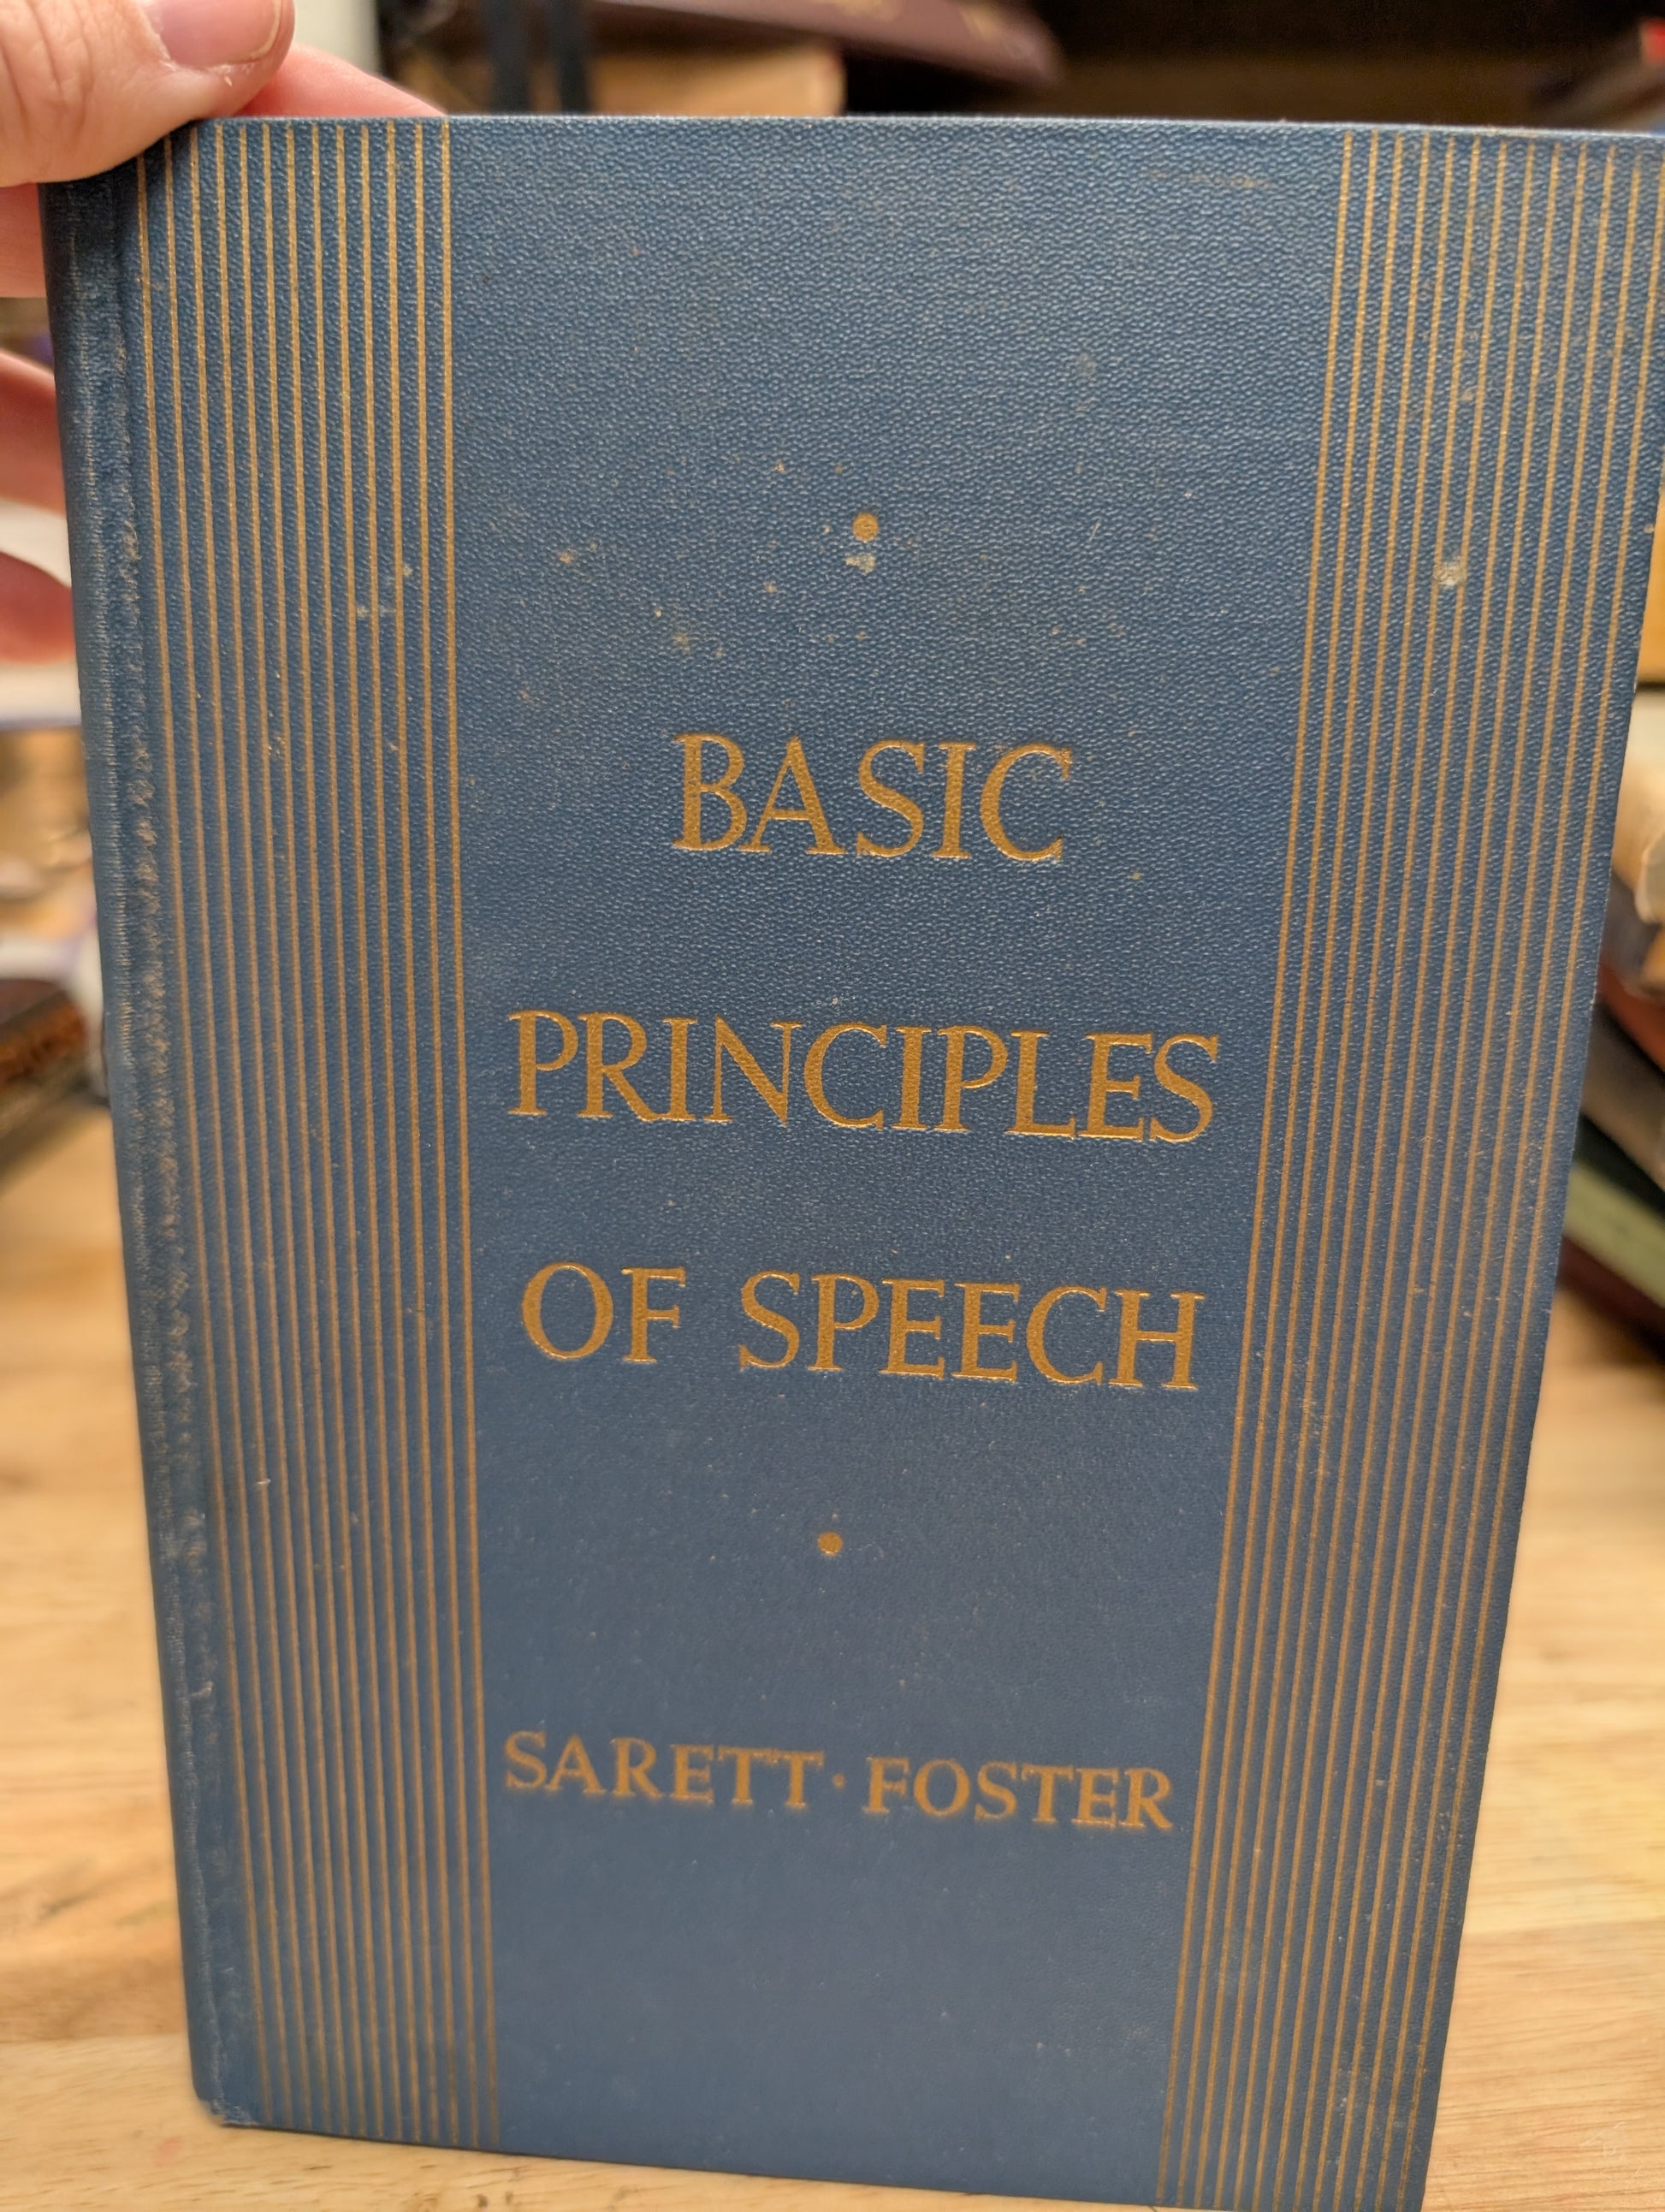 BASIC
PRINCIPLES
OF SPEECH
SARETT · FOSTER